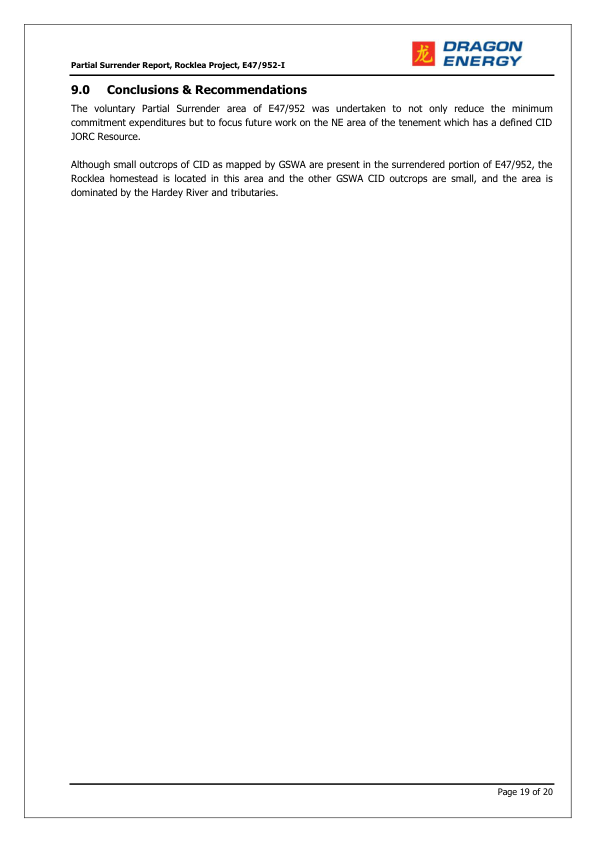 龙
DRAGON
ENERGY
Partial Surrender Report, Rocklea Project, E47/952-I
9.0 Conclusions & Recommendations
The voluntary Partial Surrender area of E47/952 was undertaken to not only reduce the minimum
commitment expenditures but to focus future work on the NE area of the tenement which has a defined CID
JORC Resource.
Although small outcrops of CID as mapped by GSWA are present in the surrendered portion of E47/952, the
Rocklea homestead is located in this area and the other GSWA CID outcrops are small, and the area is
dominated by the Hardey River and tributaries.
Page 19 of 20